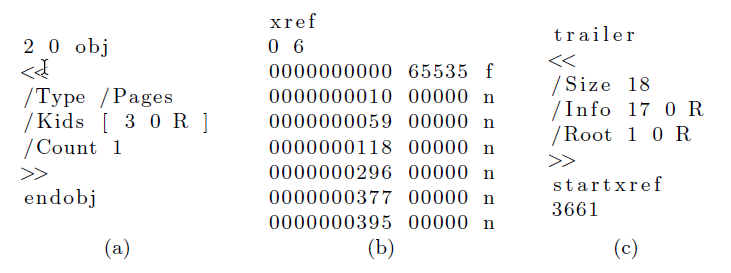 2 0 obj
<<
/Type /Pages
/Kids [ 3 0 R ]
/Count 1
>>
endobj
(a)
xref
0 6
0000000000 65535 f
0000000010 00000 n
0000000059 00000 n
0000000118 00000 n
0000000296 00000 n
0000000377 00000 n
0000000395 00000 n
(b)
trailer
<<
/Size 18
/Info 17 0 R
/Root 1 0 R
>>
startxref
3661
(c)